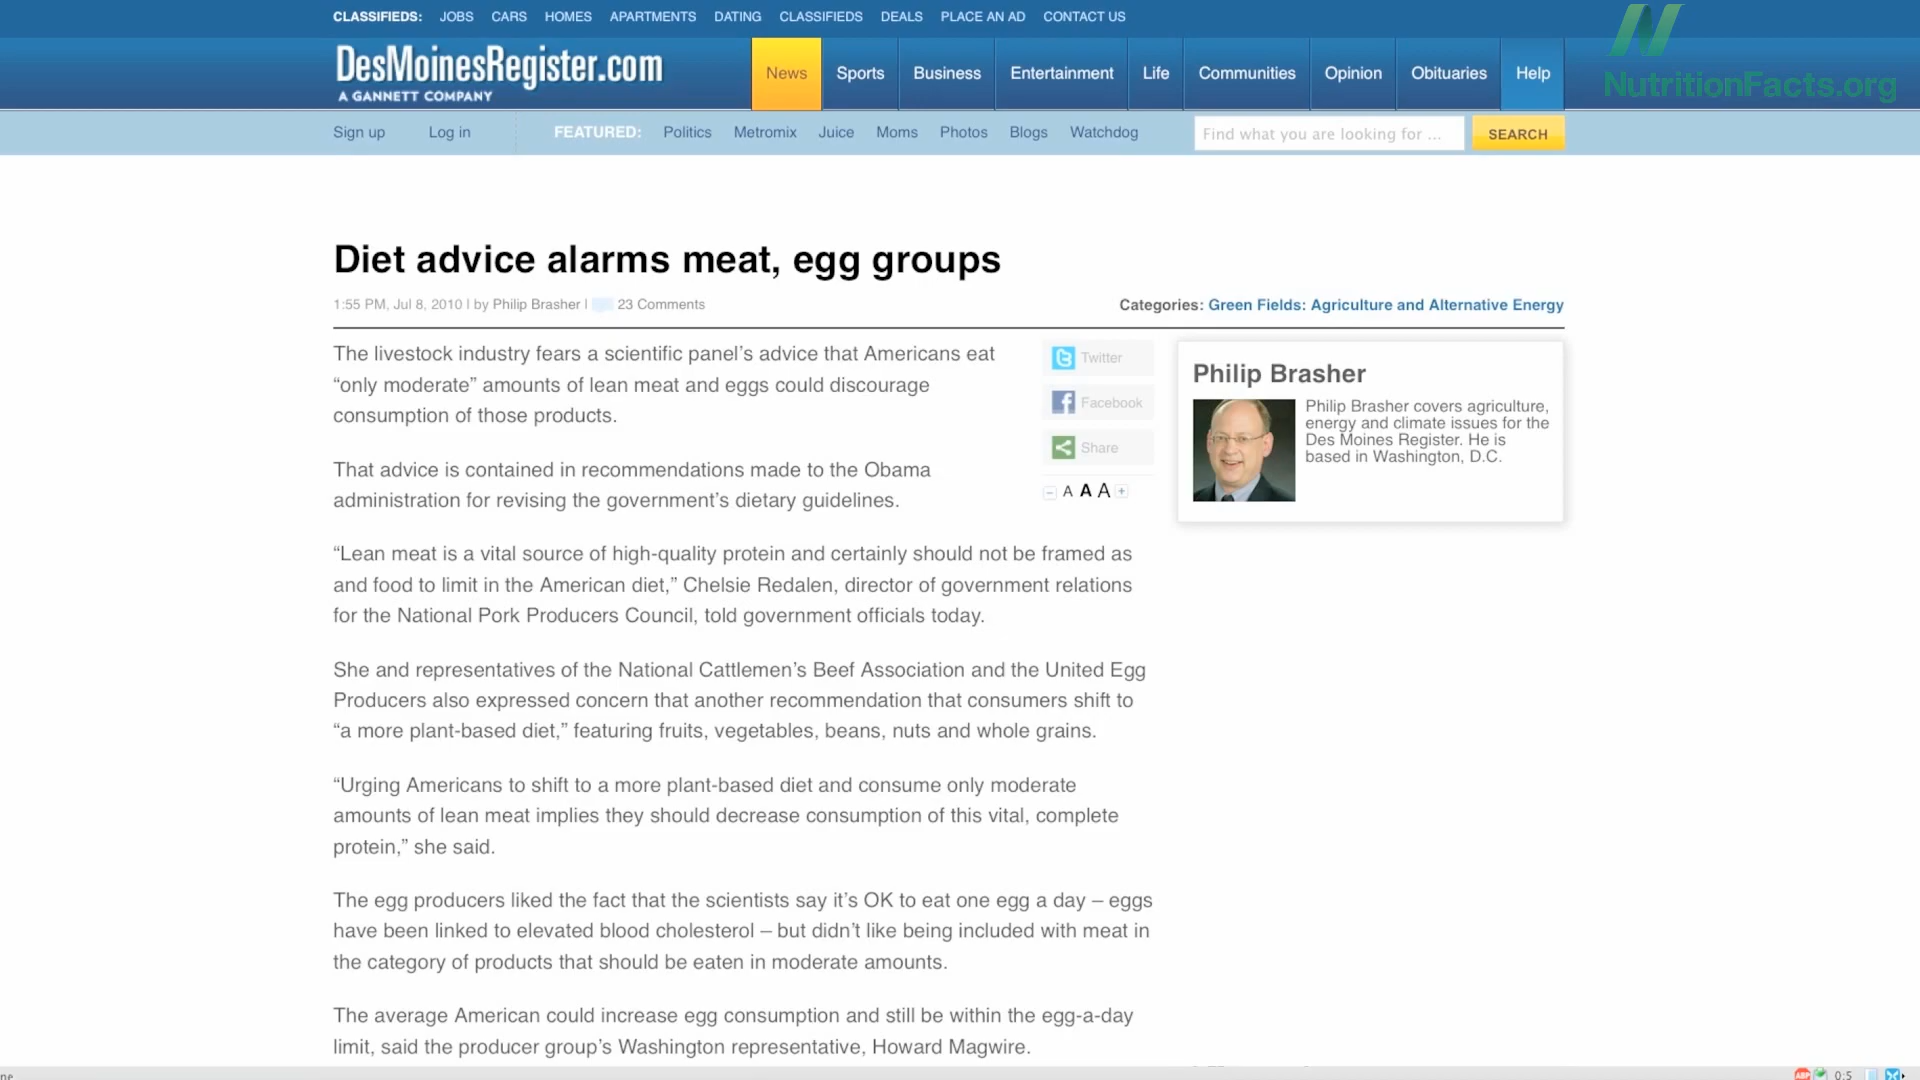 CLASSIFIEDS: JOBS CARS HOMES APARTMENTS DATING CLASSIFIEDS DEALS PLACE AN AD CONTACT US
NutritionFacts.org
DesMoinesRegister.com
A GANNETT COMPANY
News Sports Business Entertainment Life Communities Opinion Obituaries Help
Sign up Log in FEATURED: Politics Metromix Juice Moms Photos Blogs Watchdog Find what you are looking for ... SEARCH
Diet advice alarms meat, egg groups
1:55 PM, Jul 8, 2010 | by Philip Brasher | 23 Comments
Categories: Green Fields: Agriculture and Alternative Energy
The livestock industry fears a scientific panel’s advice that Americans eat
“only moderate” amounts of lean meat and eggs could discourage
consumption of those products.
That advice is contained in recommendations made to the Obama
administration for revising the government’s dietary guidelines.
“Lean meat is a vital source of high-quality protein and certainly should not be framed as
and food to limit in the American diet,” Chelsie Redalen, director of government relations
for the National Pork Producers Council, told government officials today.
She and representatives of the National Cattlemen’s Beef Association and the United Egg
Producers also expressed concern that another recommendation that consumers shift to
“a more plant-based diet,” featuring fruits, vegetables, beans, nuts and whole grains.
“Urging Americans to shift to a more plant-based diet and consume only moderate
amounts of lean meat implies they should decrease consumption of this vital, complete
protein,” she said.
The egg producers liked the fact that the scientists say it’s OK to eat one egg a day – eggs
have been linked to elevated blood cholesterol – but didn’t like being included with meat in
the category of products that should be eaten in moderate amounts.
The average American could increase egg consumption and still be within the egg-a-day
limit, said the producer group’s Washington representative, Howard Magwire.
Twitter
Facebook
Share
A A A
Philip Brasher
Philip Brasher covers agriculture,
energy and climate issues for the
Des Moines Register. He is
based in Washington, D.C.
ABP 0:5